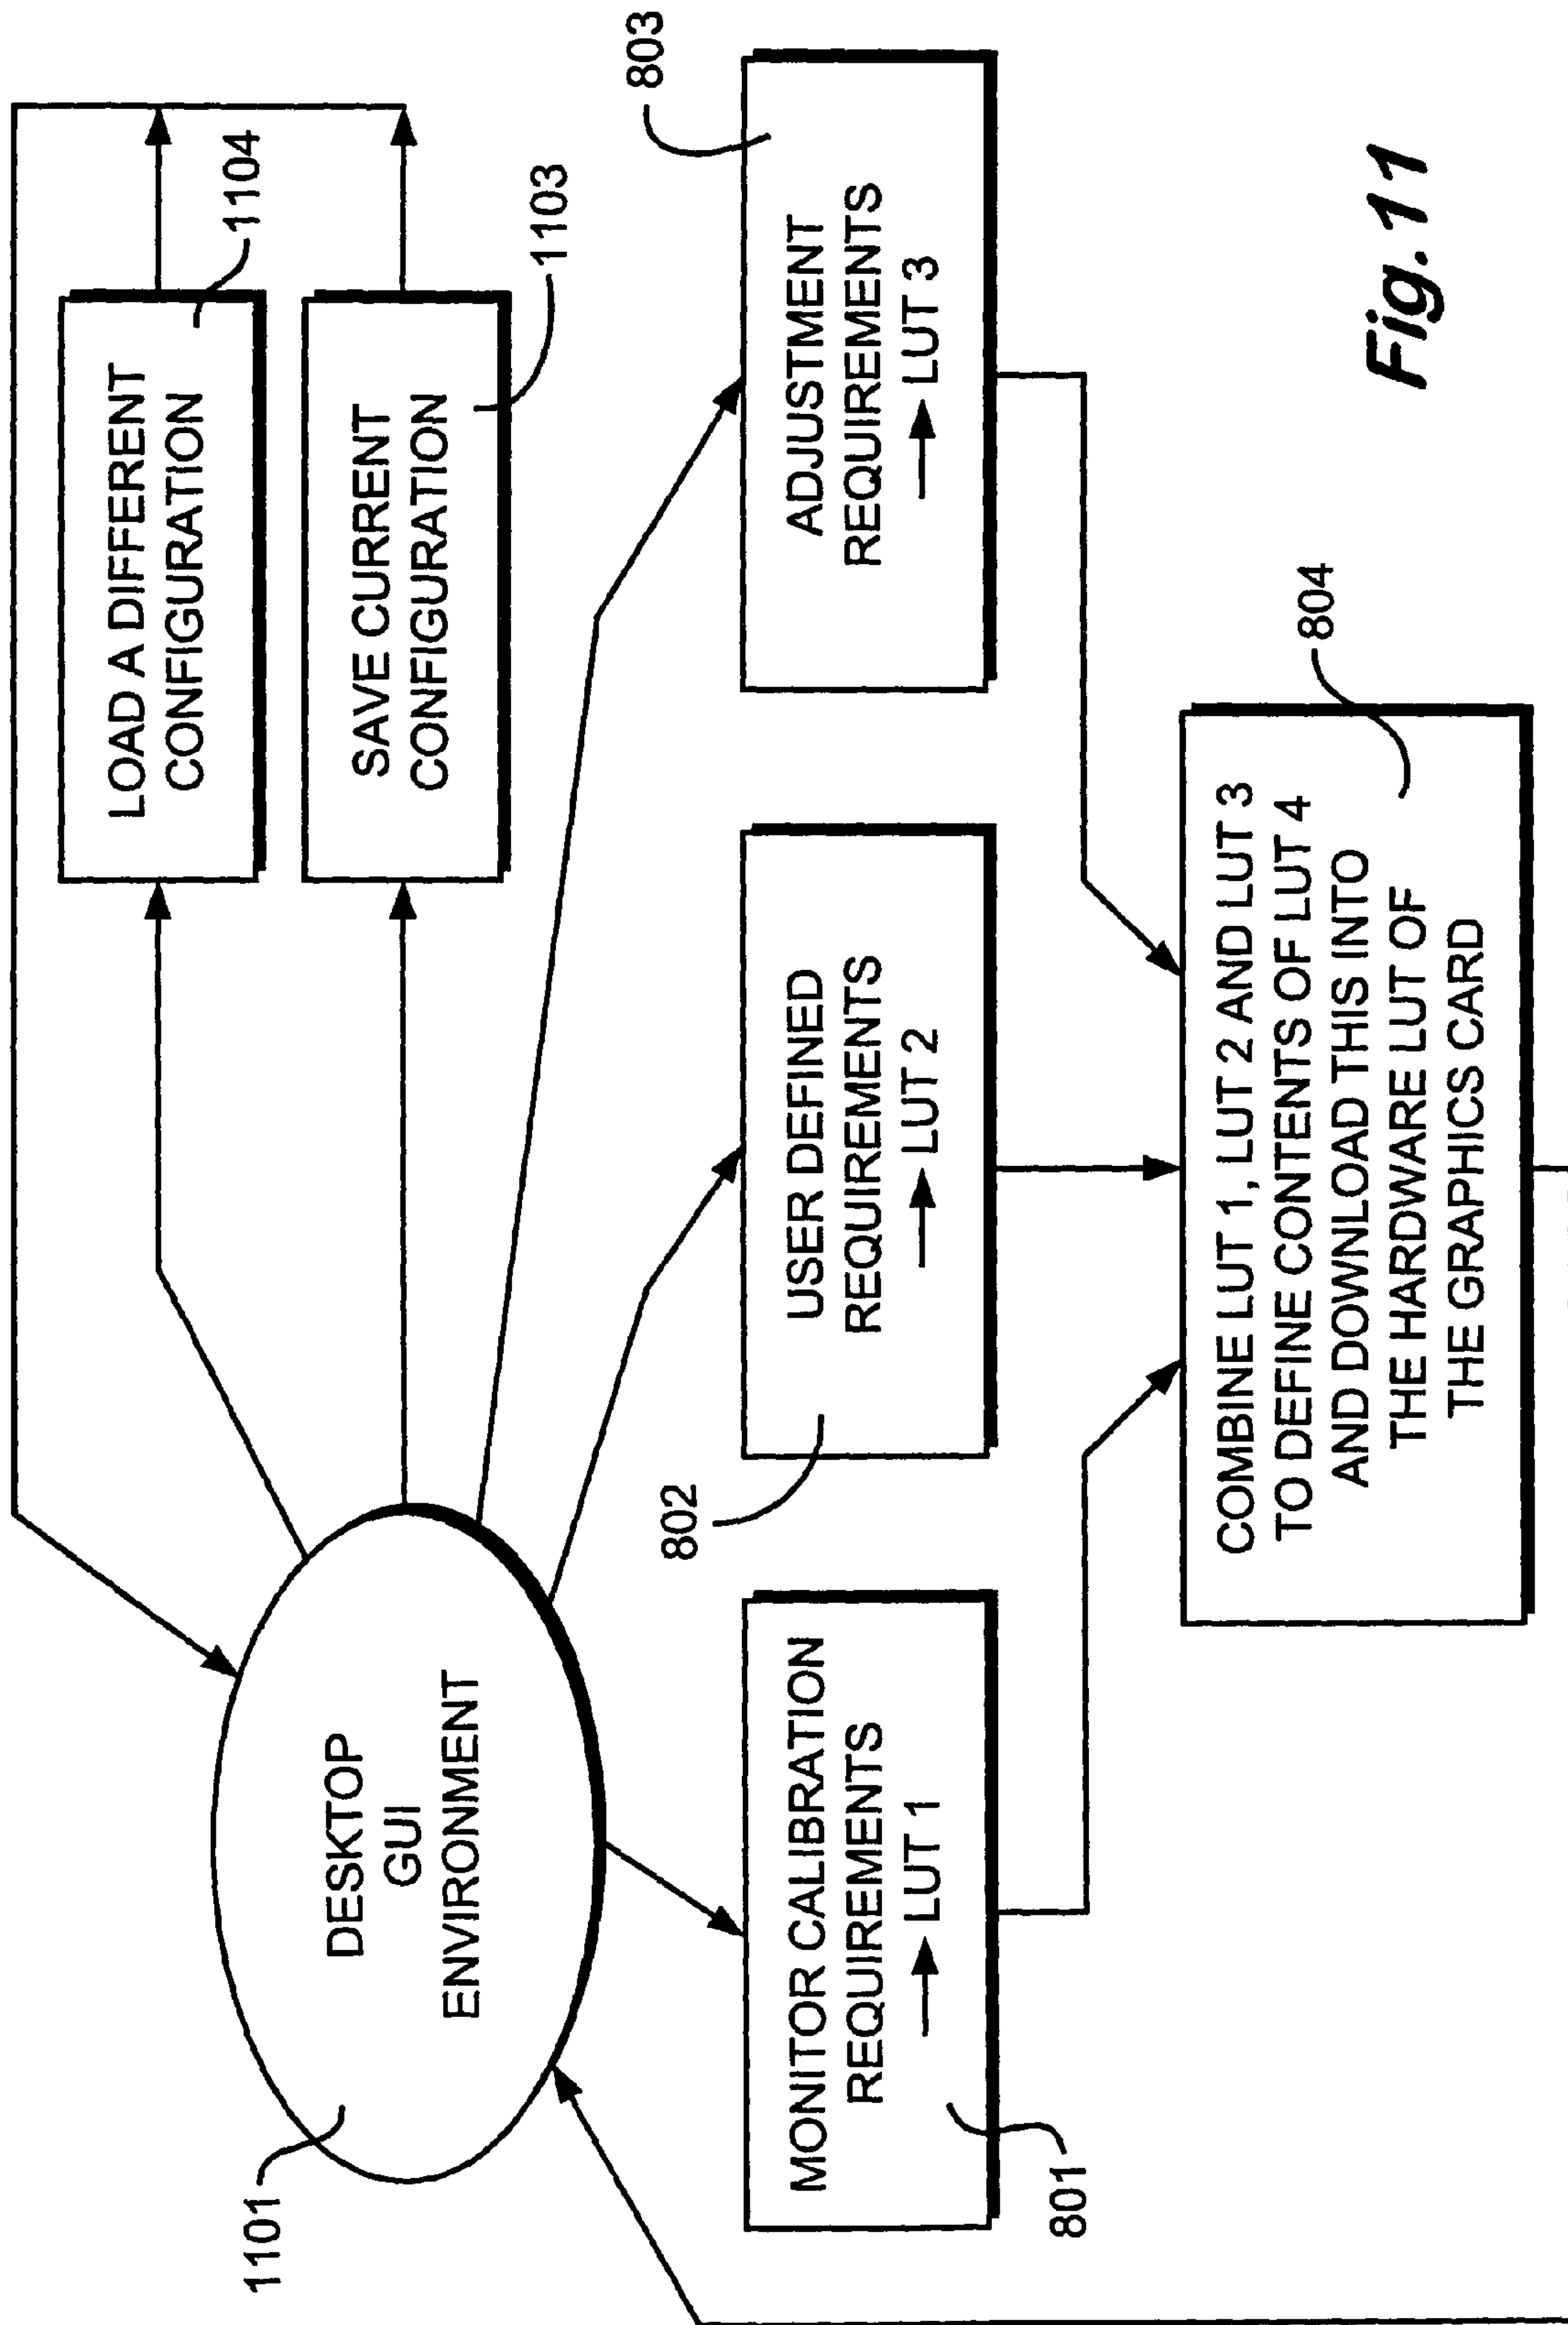 1101
DESKTOP
GUI
ENVIRONMENT
LOAD A DIFFERENT
CONFIGURATION
1104
SAVE CURRENT
CONFIGURATION
1103
MONITOR CALIBRATION
REQUIREMENTS
→ LUT 1
801
802
USER DEFINED
REQUIREMENTS
→ LUT 2
803
ADJUSTMENT
REQUIREMENTS
→ LUT 3
COMBINE LUT 1, LUT 2 AND LUT 3
TO DEFINE CONTENTS OF LUT 4
AND DOWNLOAD THIS INTO
THE HARDWARE LUT OF
THE GRAPHICS CARD
804
Fig.11